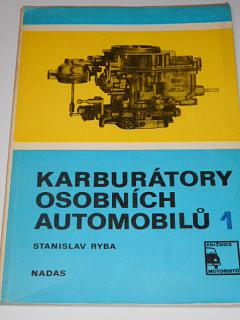 KARBURÁTORY
OSOBNÍCH
AUTOMOBILŮ 1
STANISLAV RYBA
NADAS
KNIŽNICE
MOTORISTŮ